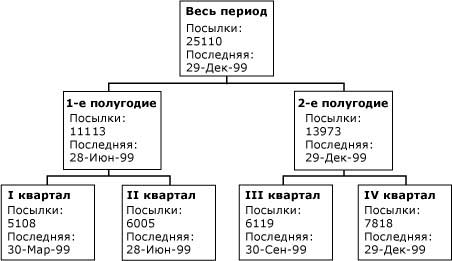 Весь период
Посылки:
25110
Последняя:
29-Дек-99
1-е полугодие
Посылки:
11113
Последняя:
28-Июн-99
2-е полугодие
Посылки:
13973
Последняя:
29-Дек-99
I квартал
Посылки:
5108
Последняя:
30-Мар-99
II квартал
Посылки:
6005
Последняя:
28-Июн-99
III квартал
Посылки:
6119
Последняя:
30-Сен-99
IV квартал
Посылки:
7818
Последняя:
29-Дек-99